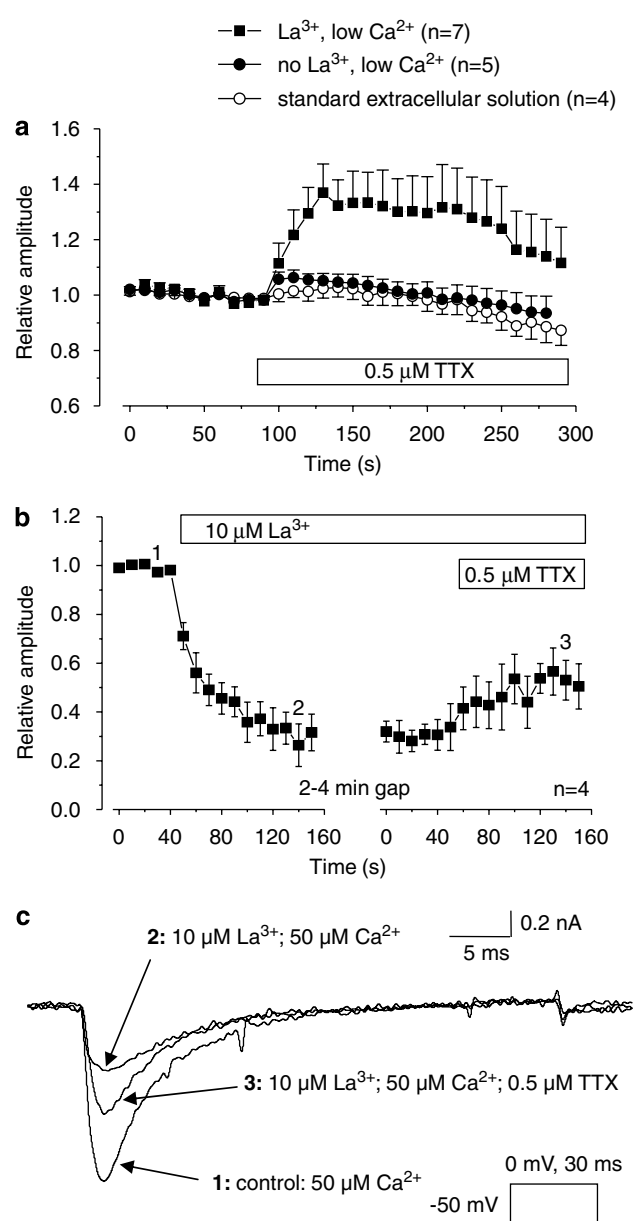 La³⁺, low Ca²⁺ (n=7)
no La³⁺, low Ca²⁺ (n=5)
standard extracellular solution (n=4)
a
1.6
1.4
1.2
1.0
0.8
0.6
Relative amplitude
0.5 µM TTX
0 50 100 150 200 250 300
Time (s)
b
1.2
1.0
0.8
0.6
0.4
0.2
0.0
Relative amplitude
10 µM La³⁺
0.5 µM TTX
1
2
3
2-4 min gap
n=4
0 40 80 120 160 0 40 80 120 160
Time (s) Time (s)
c
2: 10 µM La³⁺; 50 µM Ca²⁺
0.2 nA
5 ms
3: 10 µM La³⁺; 50 µM Ca²⁺; 0.5 µM TTX
1: control: 50 µM Ca²⁺
0 mV, 30 ms
-50 mV